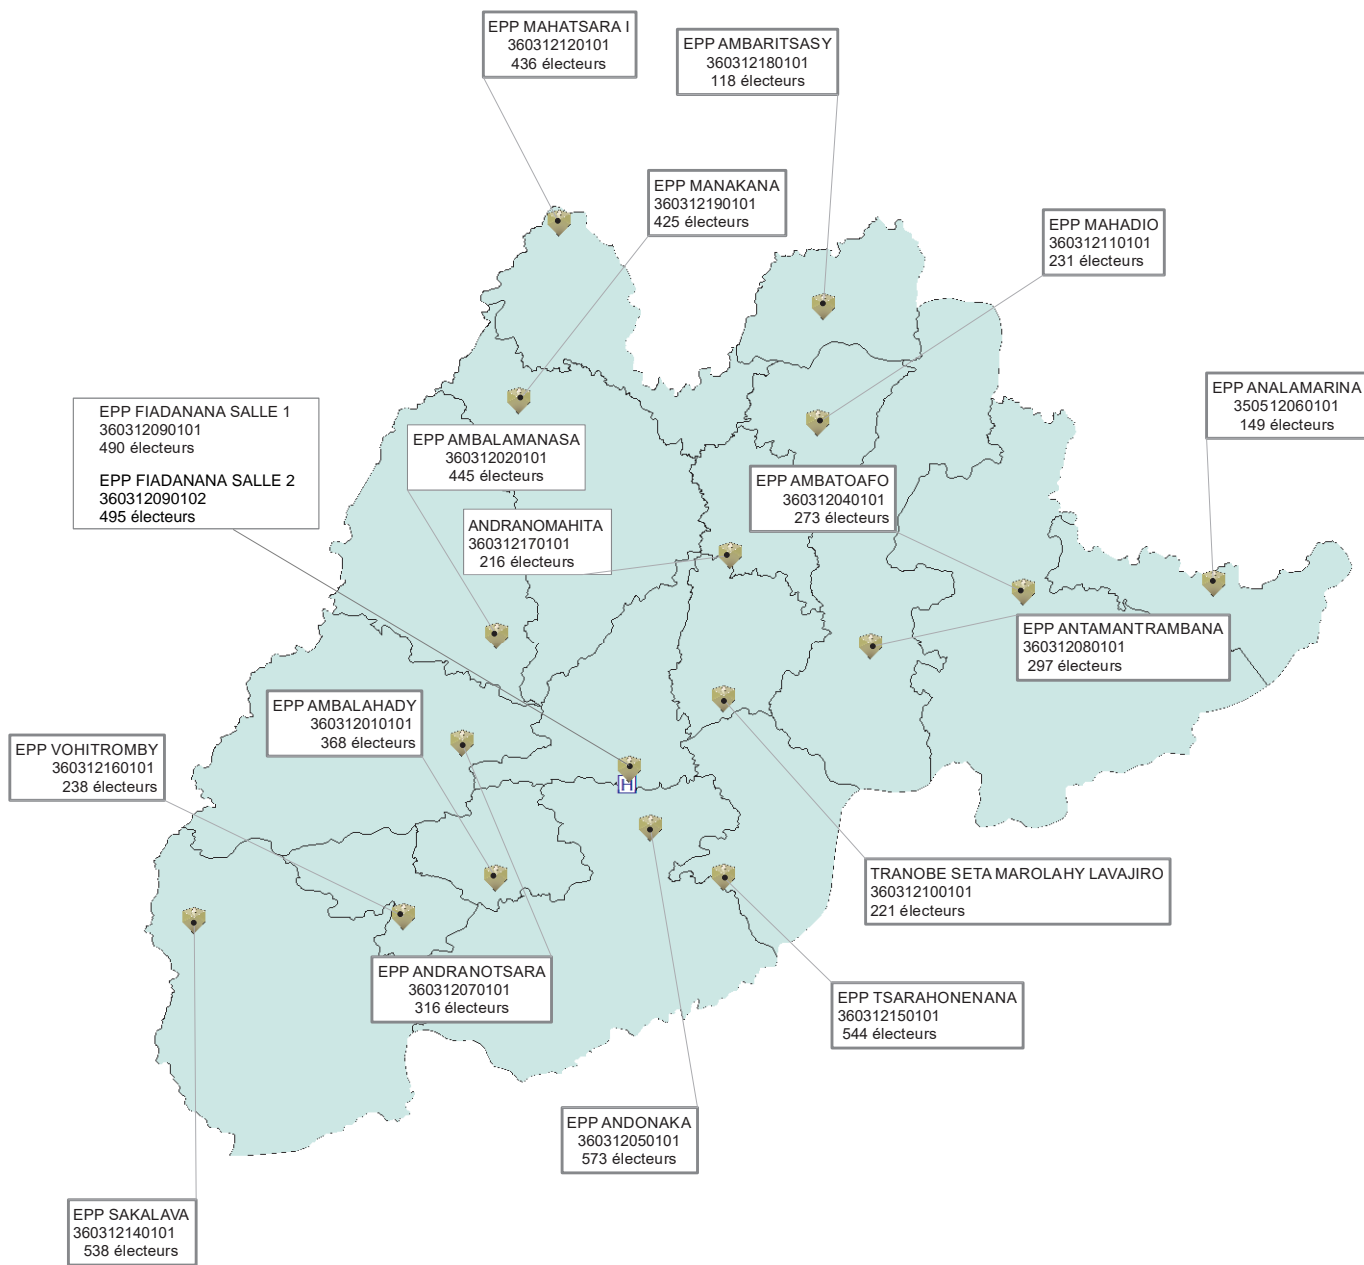 EPP MAHATSARA I
360312120101
436 électeurs
EPP AMBARITSASY
360312180101
118 électeurs
EPP MANAKANA
360312190101
425 électeurs
EPP MAHADIO
360312110101
231 électeurs
EPP ANALAMARINA
350512060101
149 électeurs
EPP FIADANANA SALLE 1
360312090101
490 électeurs
EPP FIADANANA SALLE 2
360312090102
495 électeurs
EPP AMBALAMANASA
360312020101
445 électeurs
EPP AMBATOAFO
360312040101
273 électeurs
ANDRANOMAHITA
360312170101
216 électeurs
EPP ANTAMANTRAMBANA
360312080101
297 électeurs
EPP AMBALAHADY
360312010101
368 électeurs
EPP VOHITROMBY
360312160101
238 électeurs
H
TRANOBE SETA MAROLAHY LAVAJIRO
360312100101
221 électeurs
EPP ANDRANOTSARA
360312070101
316 électeurs
EPP TSARAHONENANA
360312150101
544 électeurs
EPP ANDONAKA
360312050101
573 électeurs
EPP SAKALAVA
360312140101
538 électeurs